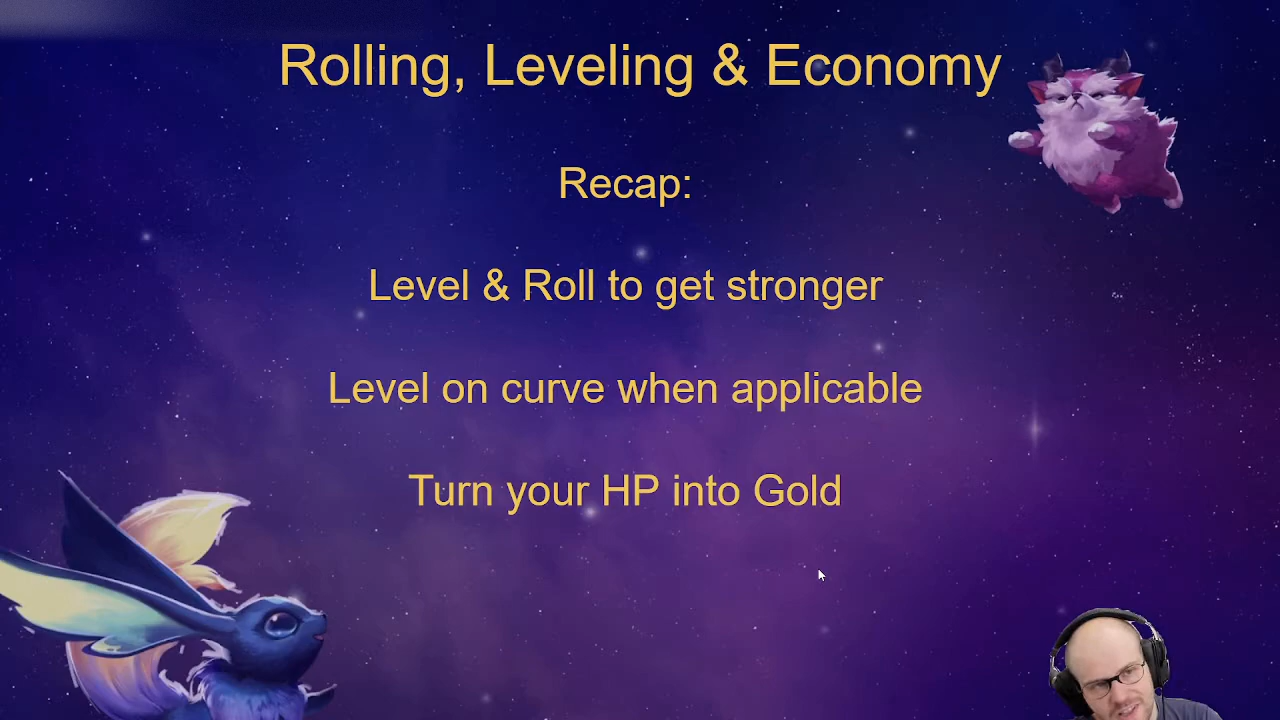 Rolling, Leveling & Economy
Recap:
Level & Roll to get stronger
Level on curve when applicable
Turn your HP into Gold